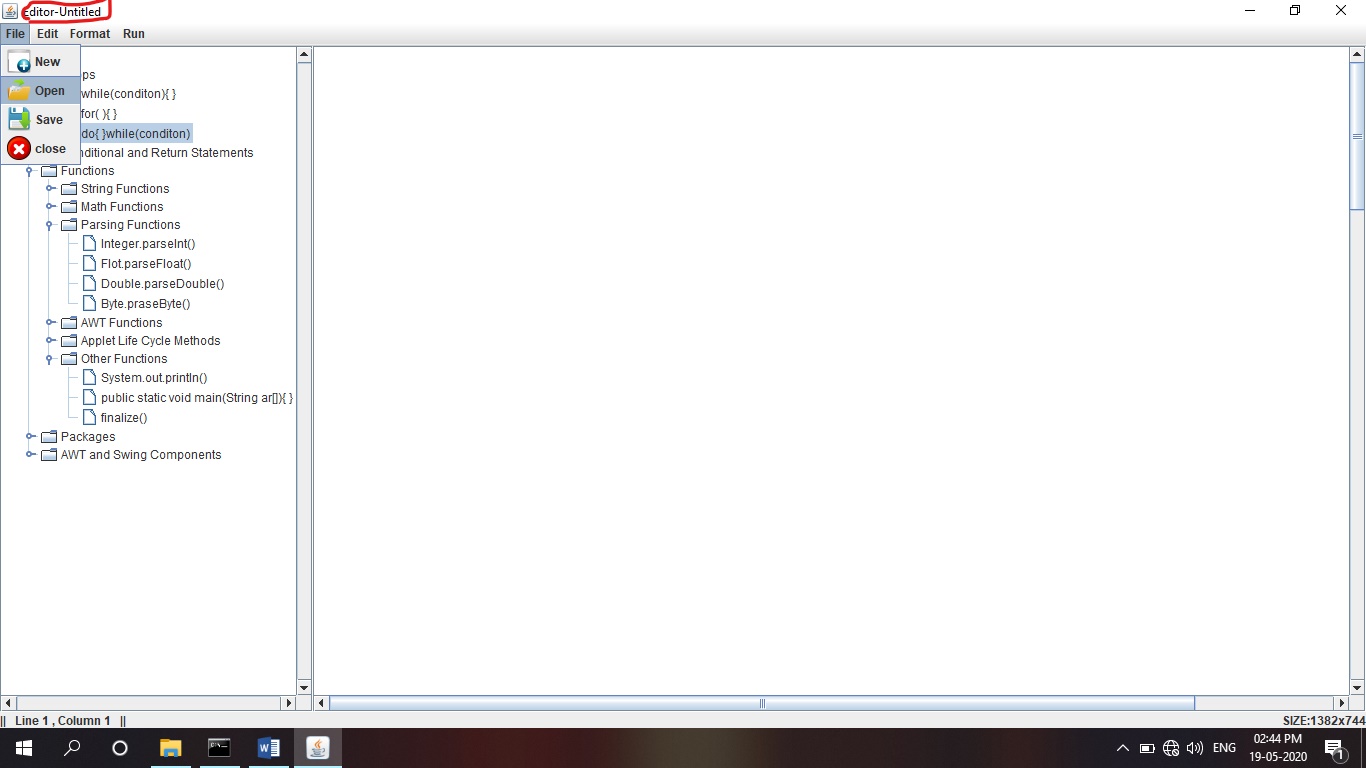 Editor-Untitled
File Edit Format Run
New
Open
Save
close
ps
while(conditon){ }
for( ){ }
do{ }while(conditon)
nditional and Return Statements
Functions
String Functions
Math Functions
Parsing Functions
Integer.parseInt()
Flot.parseFloat()
Double.parseDouble()
Byte.praseByte()
AWT Functions
Applet Life Cycle Methods
Other Functions
System.out.println()
public static void main(String ar[]){ }
finalize()
Packages
AWT and Swing Components
|| Line 1 , Column 1 || SIZE:1382x744
ENG 02:44 PM
19-05-2020 1